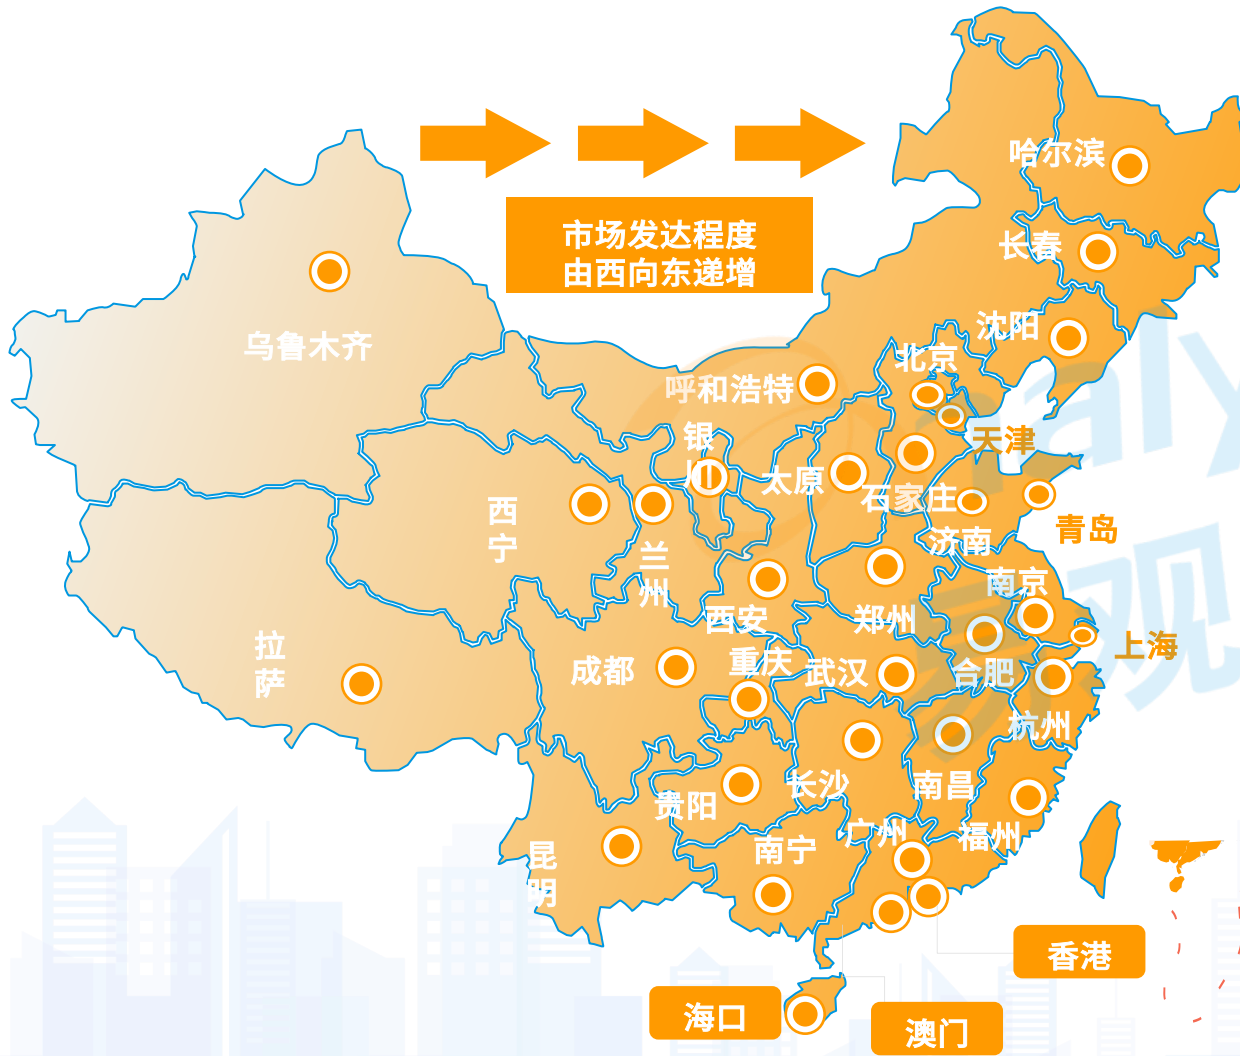 哈尔滨
市场发达程度
由西向东递增
长春
沈阳
乌鲁木齐
北京
呼和浩特
天津
银
川
太原
石家庄
西
宁
青岛
济南
兰
州
南京
西安
郑州
拉
萨
成都
重庆
武汉
合肥
上海
杭州
长沙
南昌
贵阳
广州
福州
南宁
昆
明
香港
海口
澳门
易观